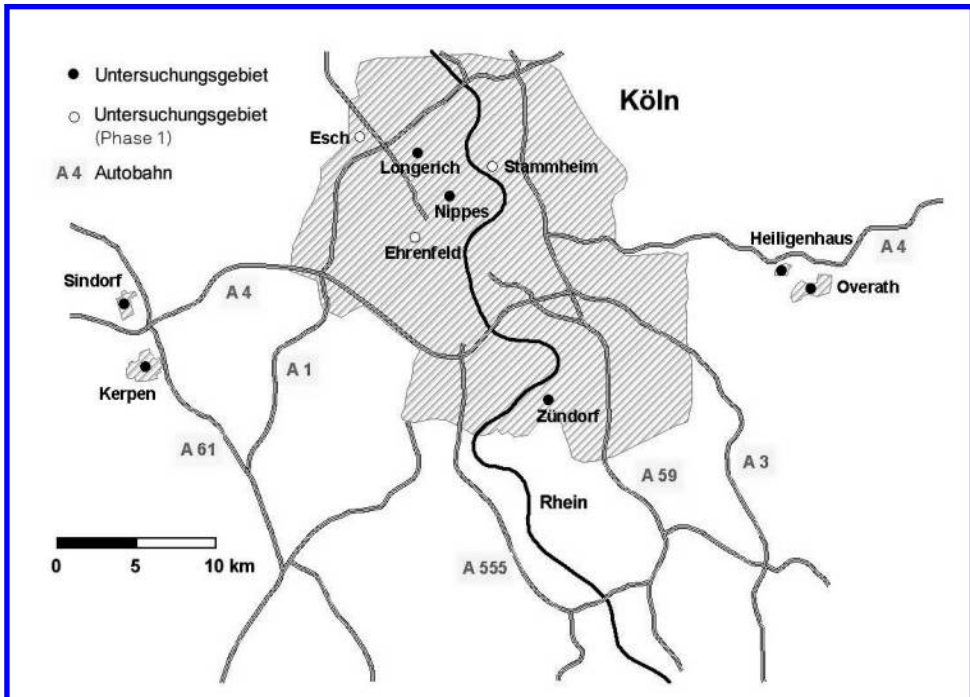 Untersuchungsgebiet
Untersuchungsgebiet
(Phase 1)
A 4 Autobahn
Köln
Esch
Longerich
Stammheim
Nippes
Ehrenfeld
Heiligenhaus
A 4
Overath
Sindorf
A 4
Kerpen
A 1
Zündorf
A 61
A 59
A 3
Rhein
A 555
0 5 10 km